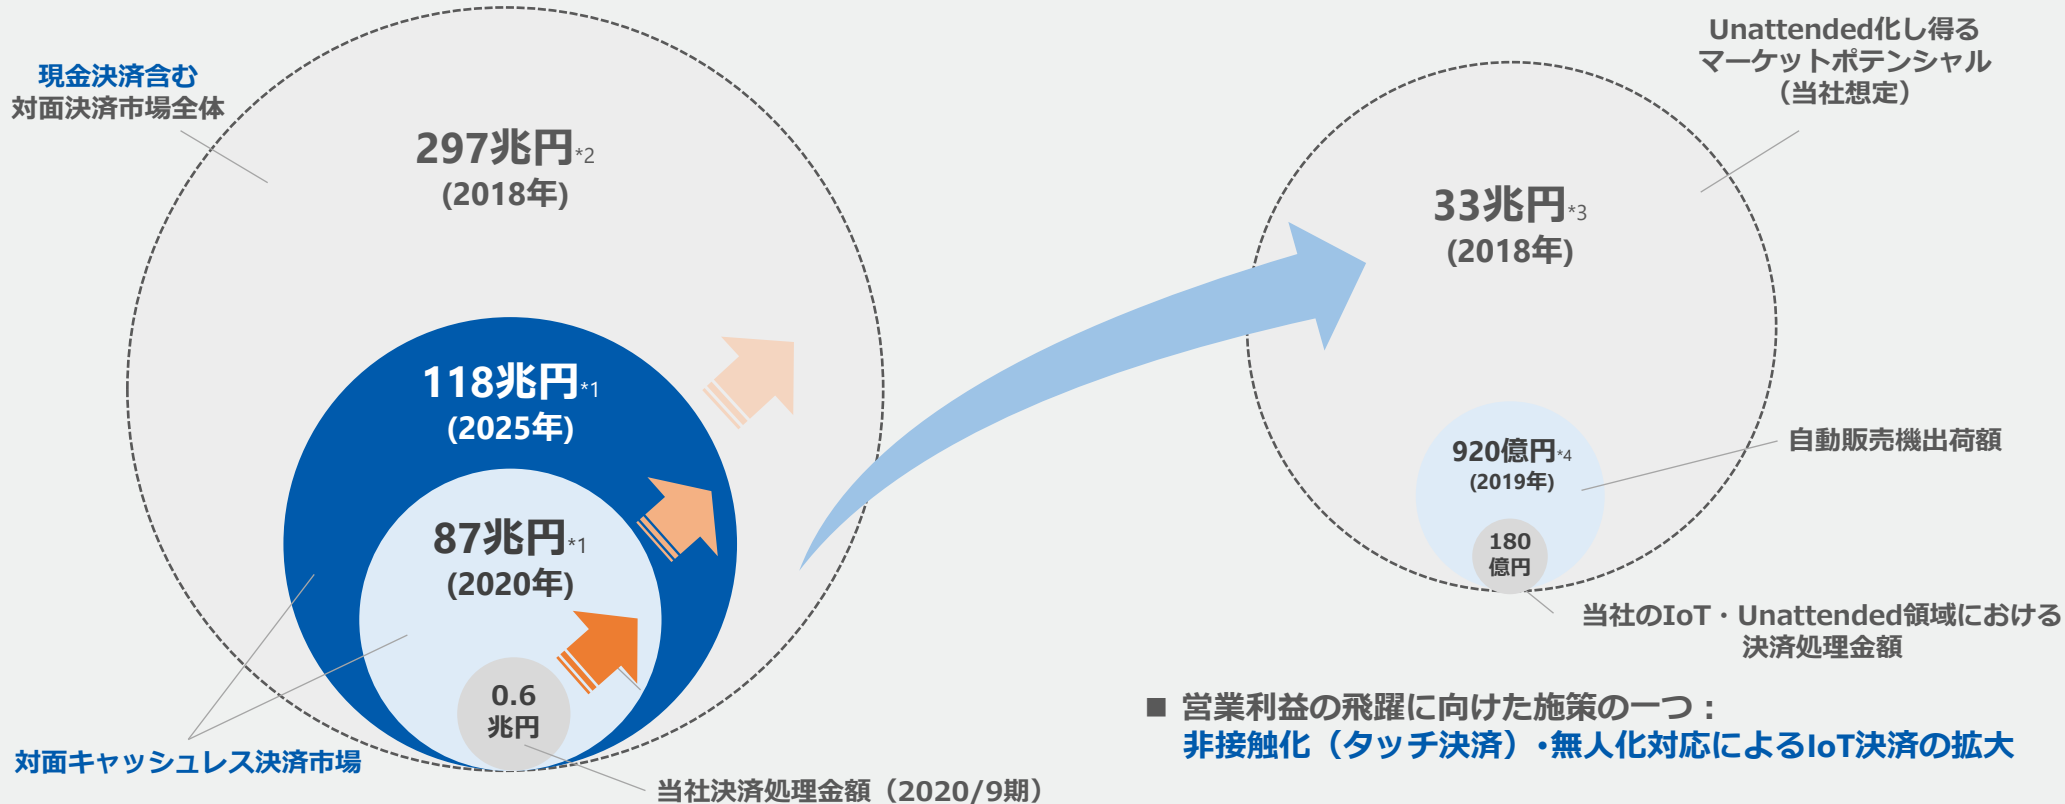 現金決済含む
対面決済市場全体
297兆円*2
(2018年)
118兆円*1
(2025年)
87兆円*1
(2020年)
0.6
兆円
対面キャッシュレス決済市場
当社決済処理金額（2020/9期）
Unattended化し得る
マーケットポテンシャル
（当社想定）
33兆円*3
(2018年)
920億円*4
(2019年)
自動販売機出荷額
180
億円
当社のIoT・Unattended領域における
決済処理金額
■ 営業利益の飛躍に向けた施策の一つ：
非接触化（タッチ決済）・無人化対応によるIoT決済の拡大